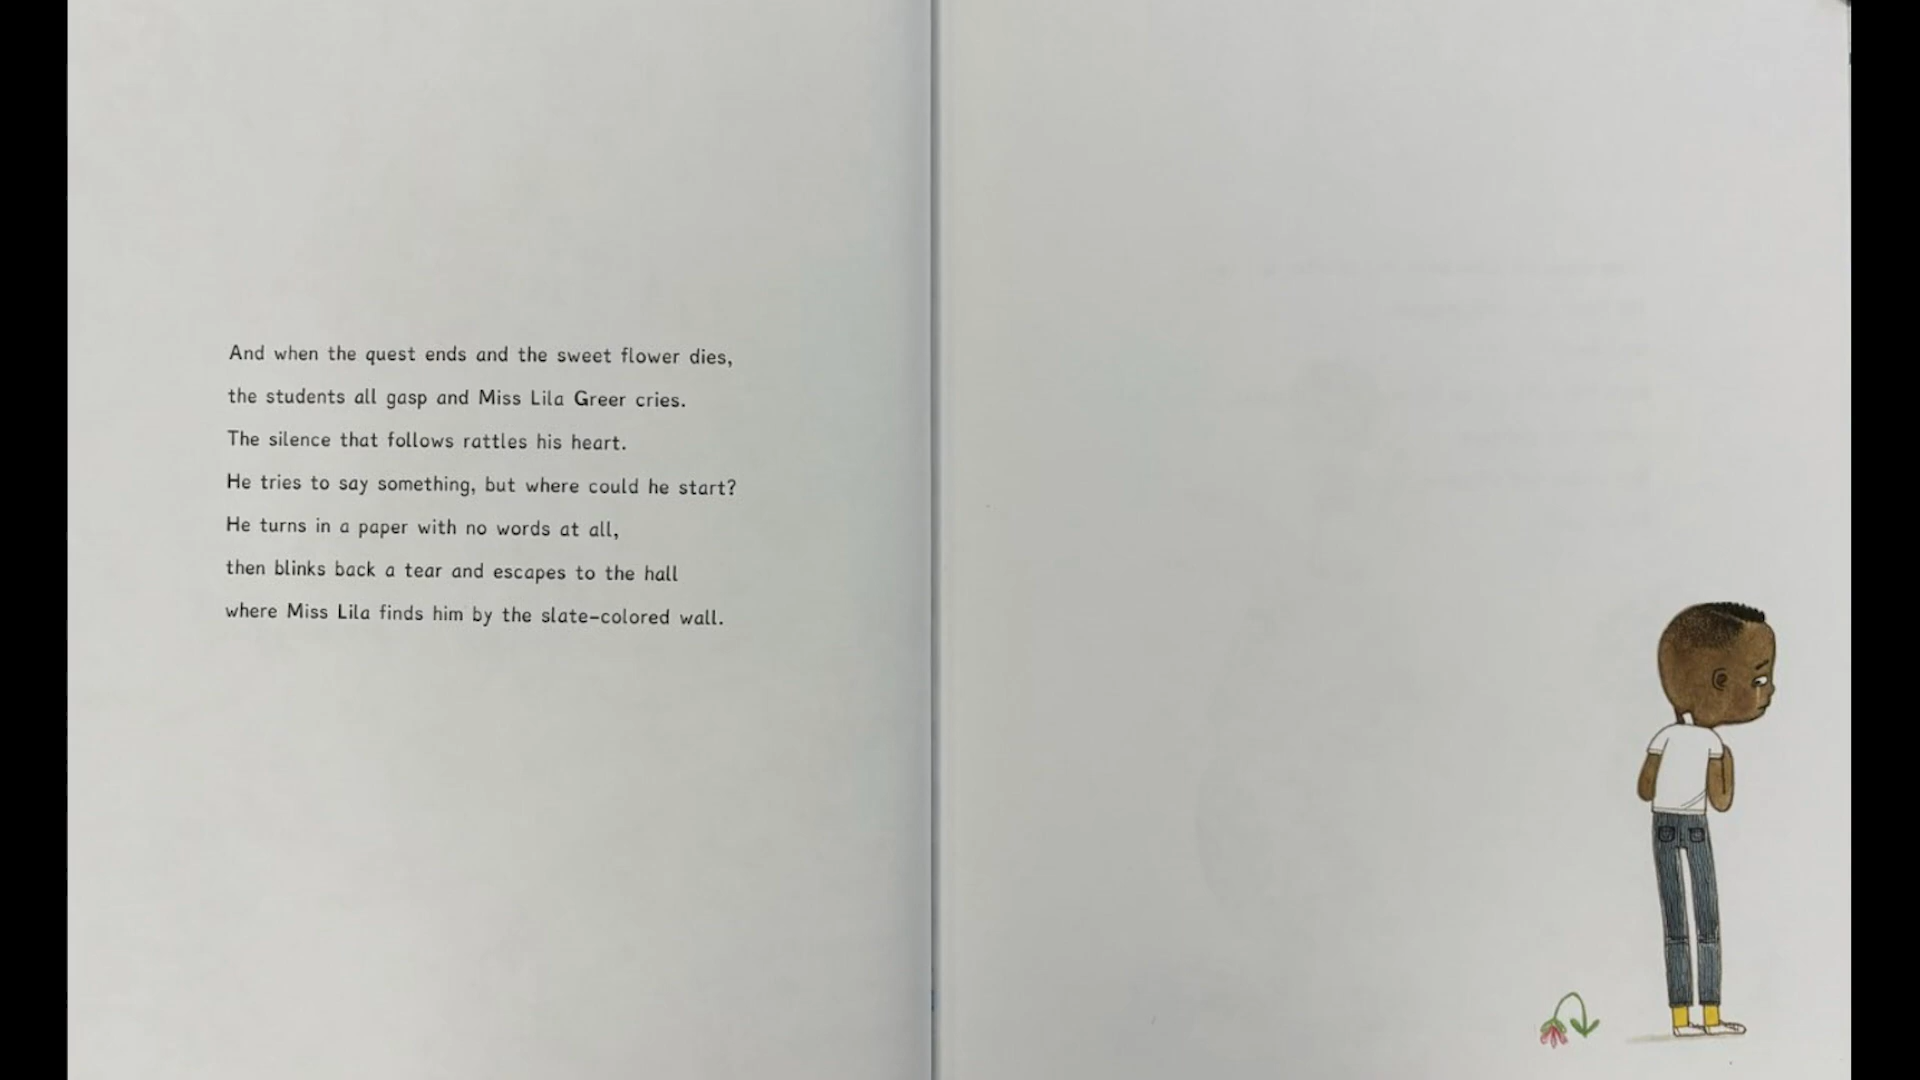 And when the quest ends and the sweet flower dies,
the students all gasp and Miss Lila Greer cries.
The silence that follows rattles his heart.
He tries to say something, but where could he start?
He turns in a paper with no words at all,
then blinks back a tear and escapes to the hall
where Miss Lila finds him by the slate-colored wall.